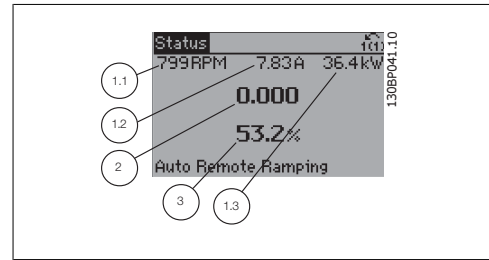 Status 1(1)
799RPM 7.83A 36.4kW
0.000
53.2%
Auto Remote Ramping
1.1
1.2
2
3
1.3
130BP041.10